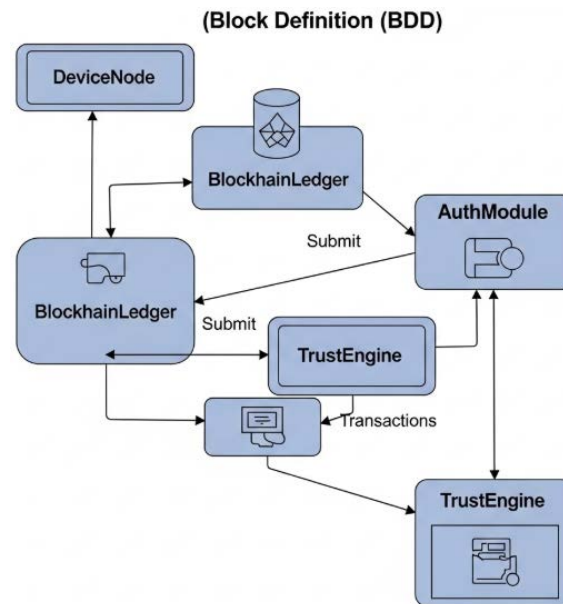 (Block Definition (BDD)
DeviceNode
BlockhainLedger
AuthModule
Submit
BlockhainLedger
Submit
TrustEngine
Transactions
TrustEngine